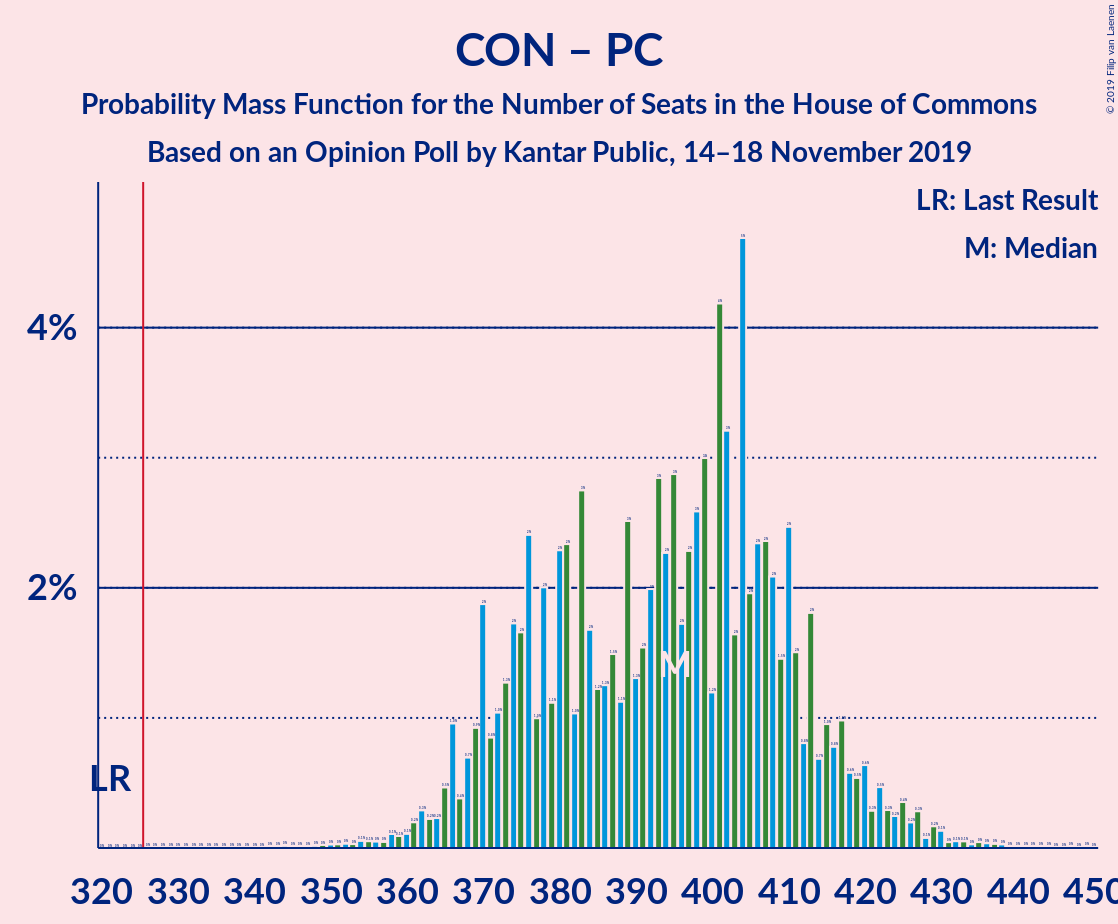 CON – PC
Probability Mass Function for the Number of Seats in the House of Commons
Based on an Opinion Poll by Kantar Public, 14–18 November 2019
© 2019 Filip van Laenen
LR: Last Result
M: Median
4%
2%
M
LR
320 330 340 350 360 370 380 390 400 410 420 430 440 450